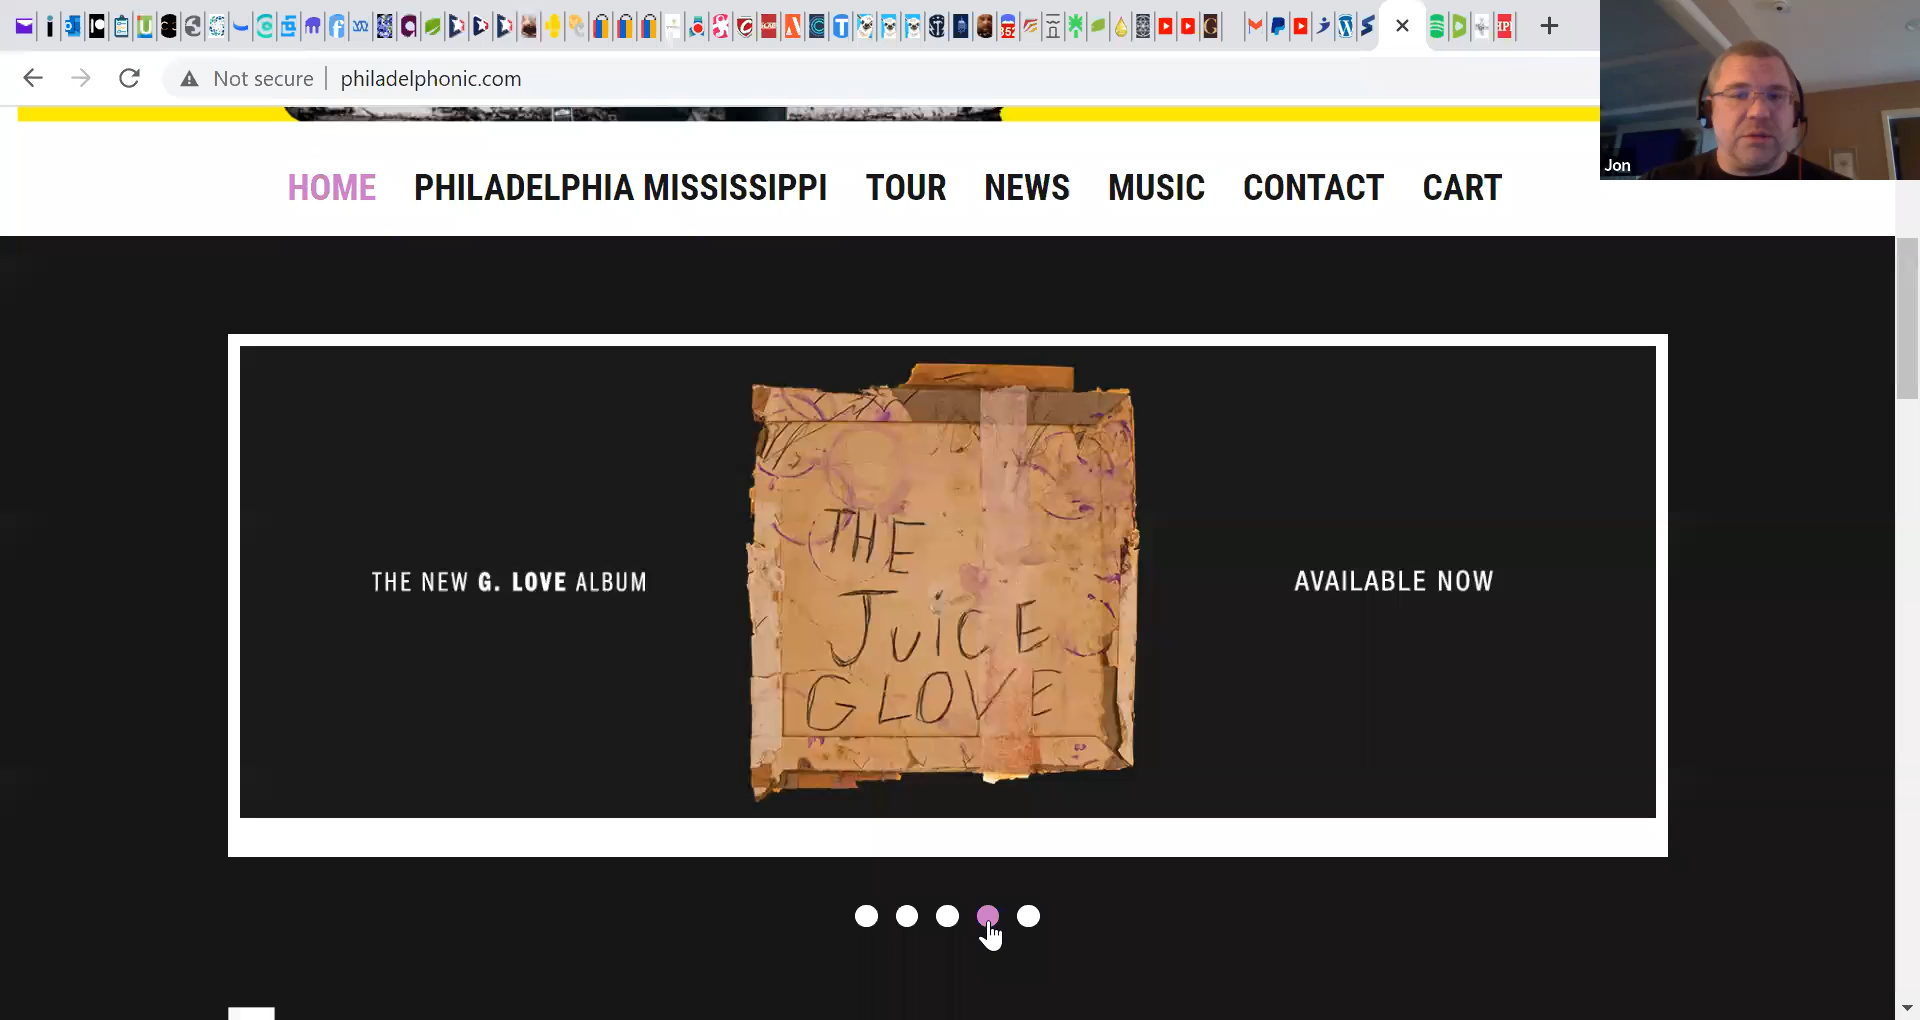 Not secure
philadelphonic.com
Jon
HOME PHILADELPHIA MISSISSIPPI TOUR NEWS MUSIC CONTACT CART
THE NEW G. LOVE ALBUM
THE
JUiCE
GLOVE
AVAILABLE NOW